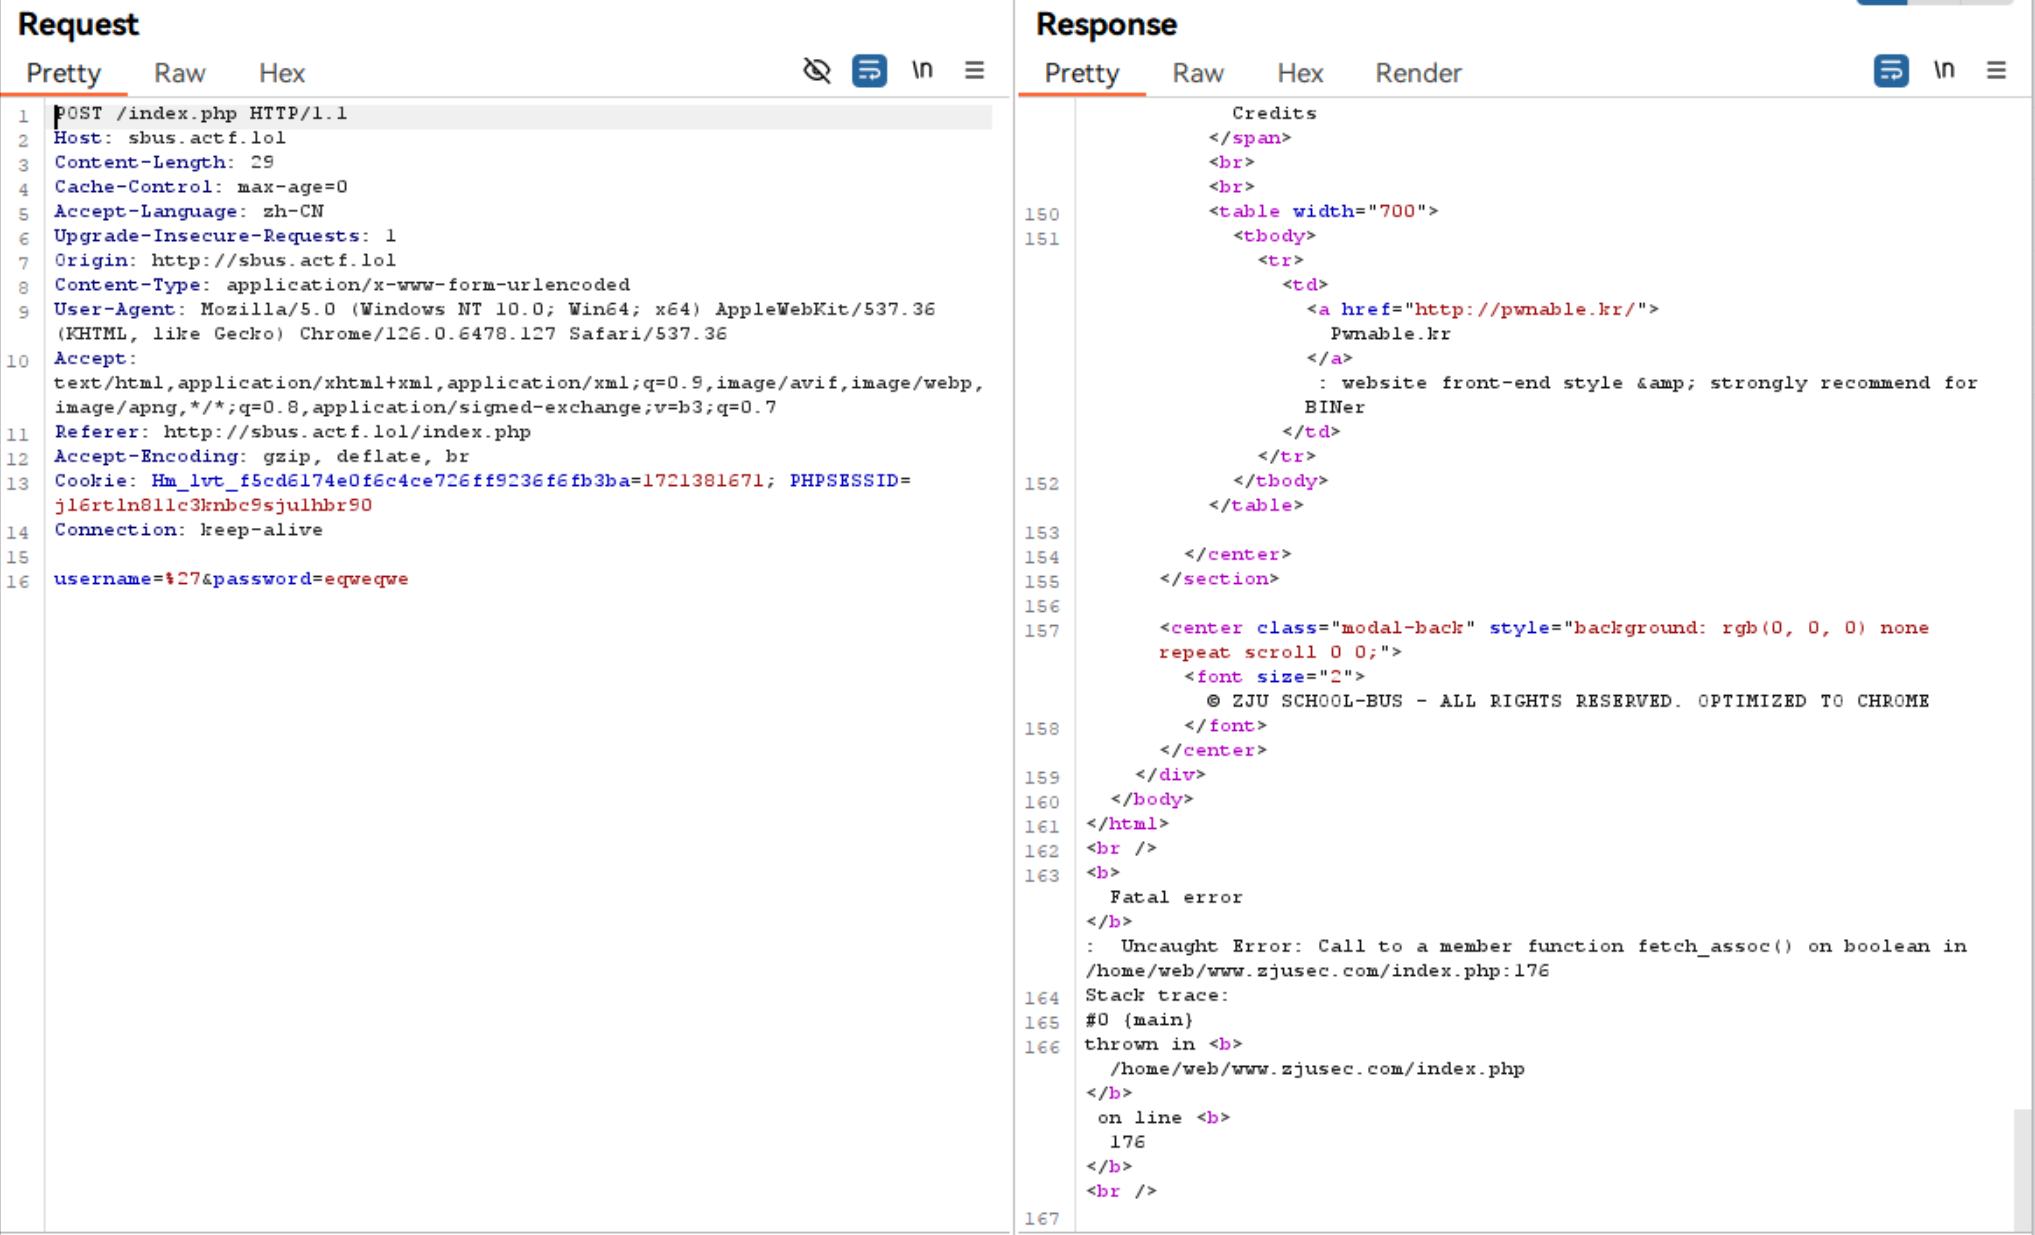 Request
Pretty Raw Hex \n
1 POST /index.php HTTP/1.1
2 Host: sbus.actf.lol
3 Content-Length: 29
4 Cache-Control: max-age=0
5 Accept-Language: zh-CN
6 Upgrade-Insecure-Requests: 1
7 Origin: http://sbus.actf.lol
8 Content-Type: application/x-www-form-urlencoded
9 User-Agent: Mozilla/5.0 (Windows NT 10.0; Win64; x64) AppleWebKit/537.36
(KHTML, like Gecko) Chrome/126.0.6478.127 Safari/537.36
10 Accept:
text/html,application/xhtml+xml,application/xml;q=0.9,image/avif,image/webp,
image/apng,*/*;q=0.8,application/signed-exchange;v=b3;q=0.7
11 Referer: http://sbus.actf.lol/index.php
12 Accept-Encoding: gzip, deflate, br
13 Cookie: Hm_lvt_f5cd6174e0f6c4ce726ff9236f6fb3ba=1721381671; PHPSESSID=
jl6rtln811c3knbc9sjulhbr90
14 Connection: keep-alive
15
16 username=%27&password=eqweqwe
Response
Pretty Raw Hex Render \n
Credits
</span>
<br>
<br>
150 <table width="700">
151 <tbody>
<tr>
<td>
<a href="http://pwnable.kr/">
Pwnable.kr
</a>
: website front-end style &amp; strongly recommend for
BINer
</td>
</tr>
152 </tbody>
</table>
153
154 </center>
155 </section>
156
157 <center class="modal-back" style="background: rgb(0, 0, 0) none
repeat scroll 0 0;">
<font size="2">
© ZJU SCHOOL-BUS - ALL RIGHTS RESERVED. OPTIMIZED TO CHROME
158 </font>
</center>
159 </div>
160 </body>
161 </html>
162 <br />
163 <b>
Fatal error
</b>
: Uncaught Error: Call to a member function fetch_assoc() on boolean in
/home/web/www.zjusec.com/index.php:176
164 Stack trace:
165 #0 {main}
166 thrown in <b>
/home/web/www.zjusec.com/index.php
</b>
on line <b>
176
</b>
<br />
167